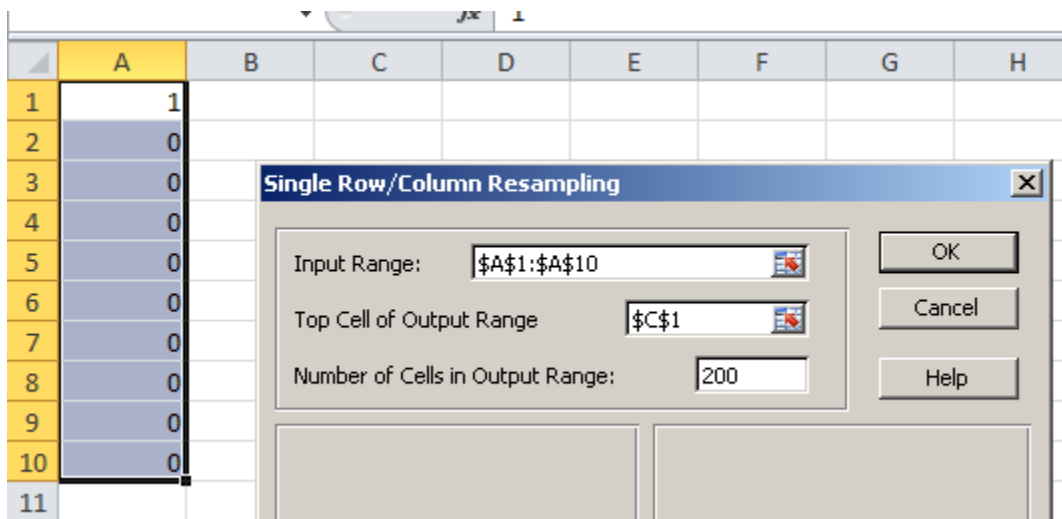 fx 1
A B C D E F G H
1 1
2 0
3 0
Single Row/Column Resampling
4 0
5 0
Input Range: $A$1:$A$10
OK
6 0
Top Cell of Output Range $C$1
Cancel
7 0
8 0
Number of Cells in Output Range: 200
Help
9 0
10 0
11